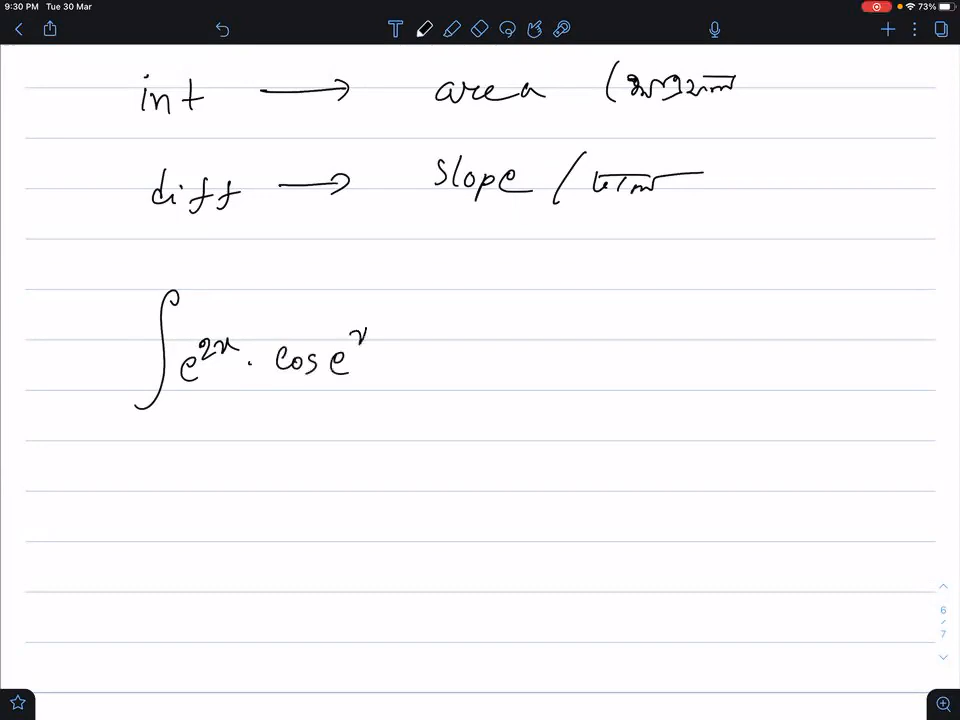 9:30 PM Tue 30 Mar
73%
int → area
diff → slope /
∫ e^{2x} . cos e^x
6
7